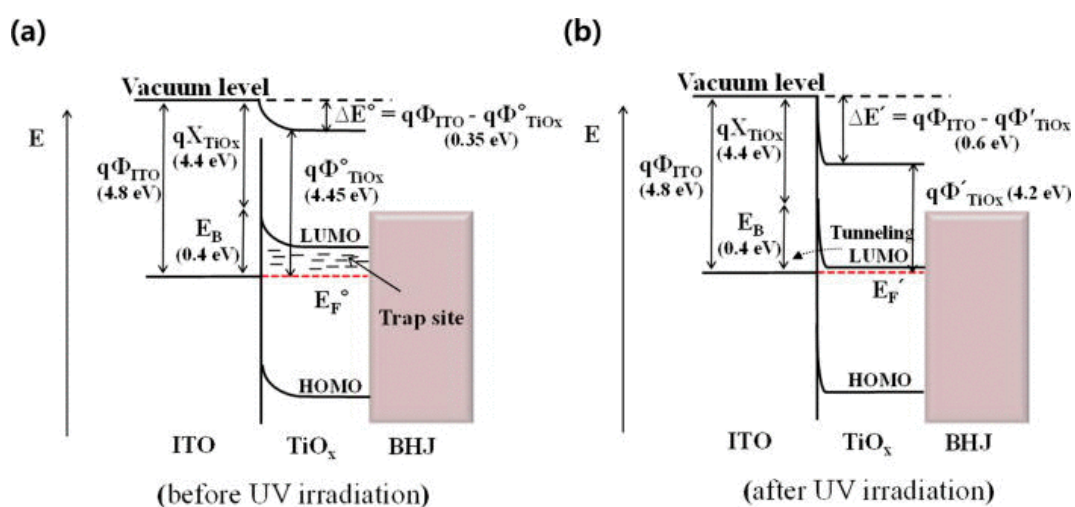 (a)
Vacuum level
ΔE° = qΦITO - qΦ°TiOx
(0.35 eV)
E
qXTiOx
(4.4 eV)
qΦITO
(4.8 eV)
qΦ°TiOx
(4.45 eV)
EB
(0.4 eV)
LUMO
EF°
Trap site
HOMO
ITO
TiOx
BHJ
(before UV irradiation)
(b)
Vacuum level
ΔE´ = qΦITO - qΦ´TiOx
(0.6 eV)
E
qXTiOx
(4.4 eV)
qΦITO
(4.8 eV)
qΦ´TiOx (4.2 eV)
EB
(0.4 eV)
Tunneling
LUMO
EF´
HOMO
ITO
TiOx
BHJ
(after UV irradiation)